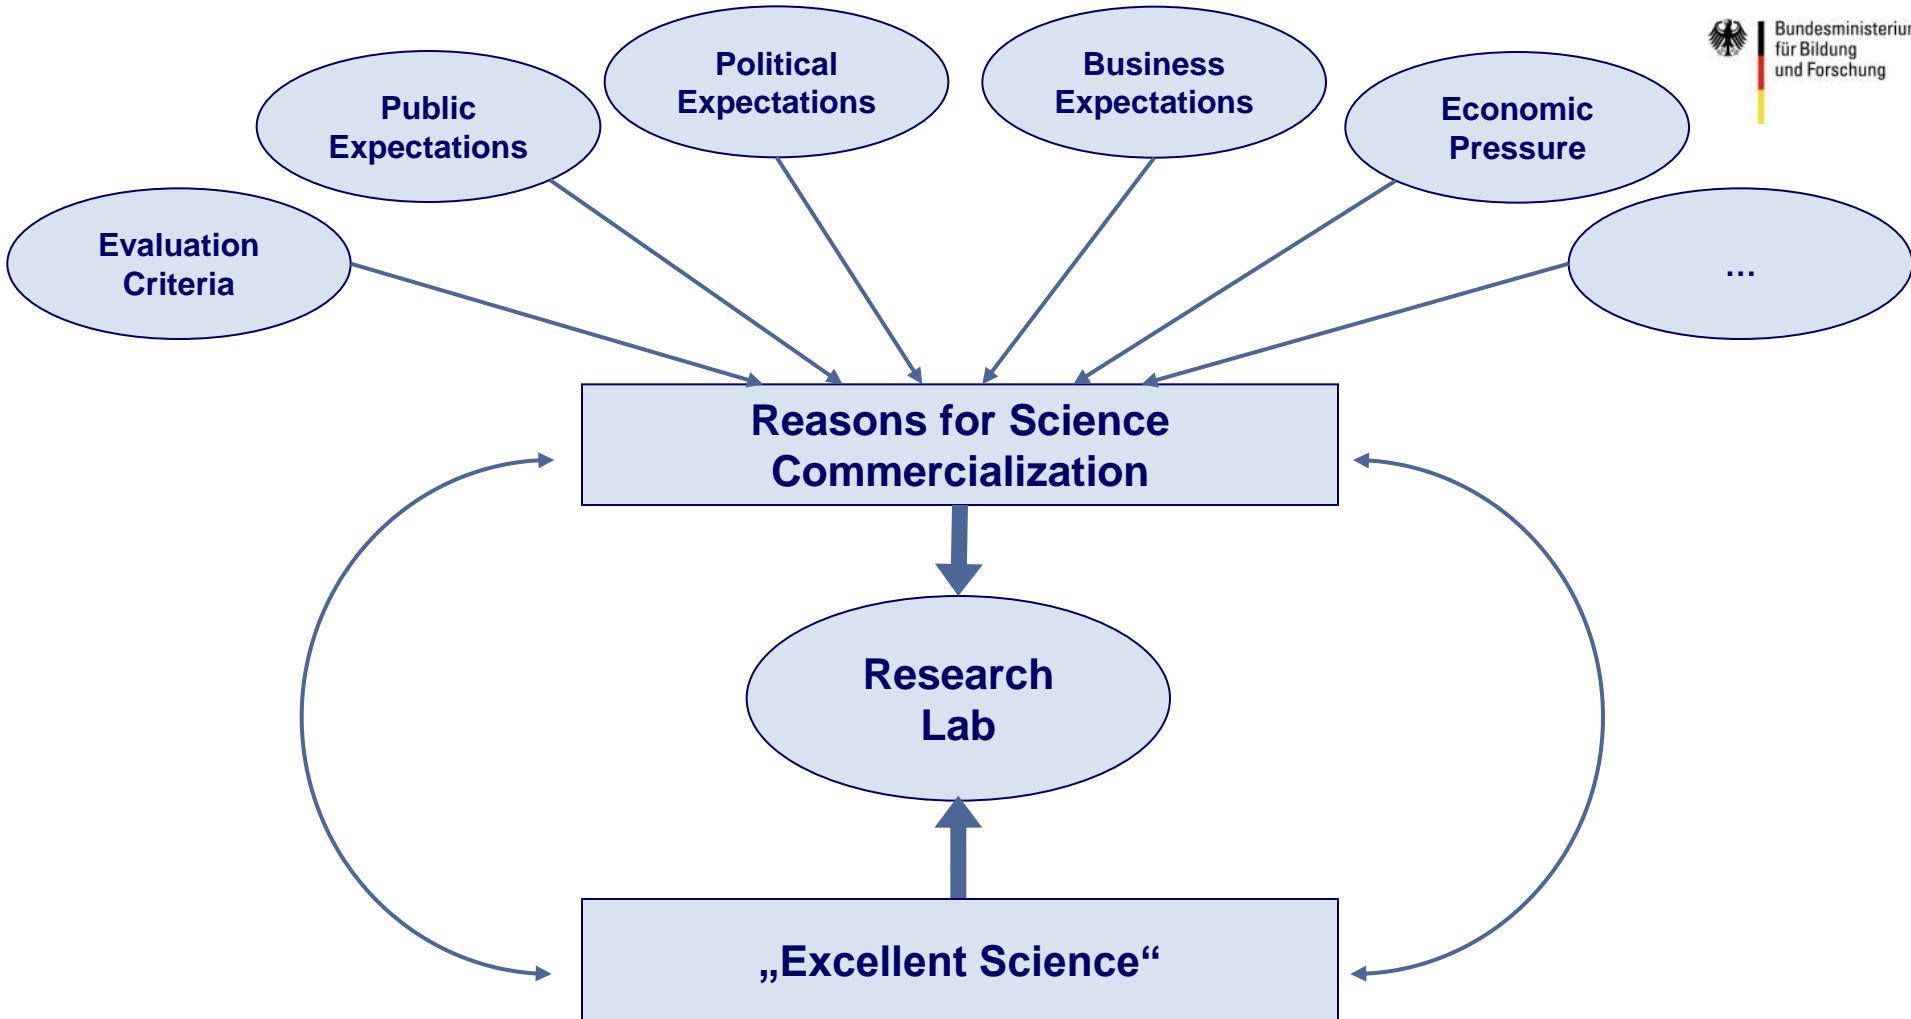 Bundesministerium
für Bildung
und Forschung
Political
Expectations
Business
Expectations
Public
Expectations
Economic
Pressure
Evaluation
Criteria
...
Reasons for Science
Commercialization
Research
Lab
„Excellent Science“